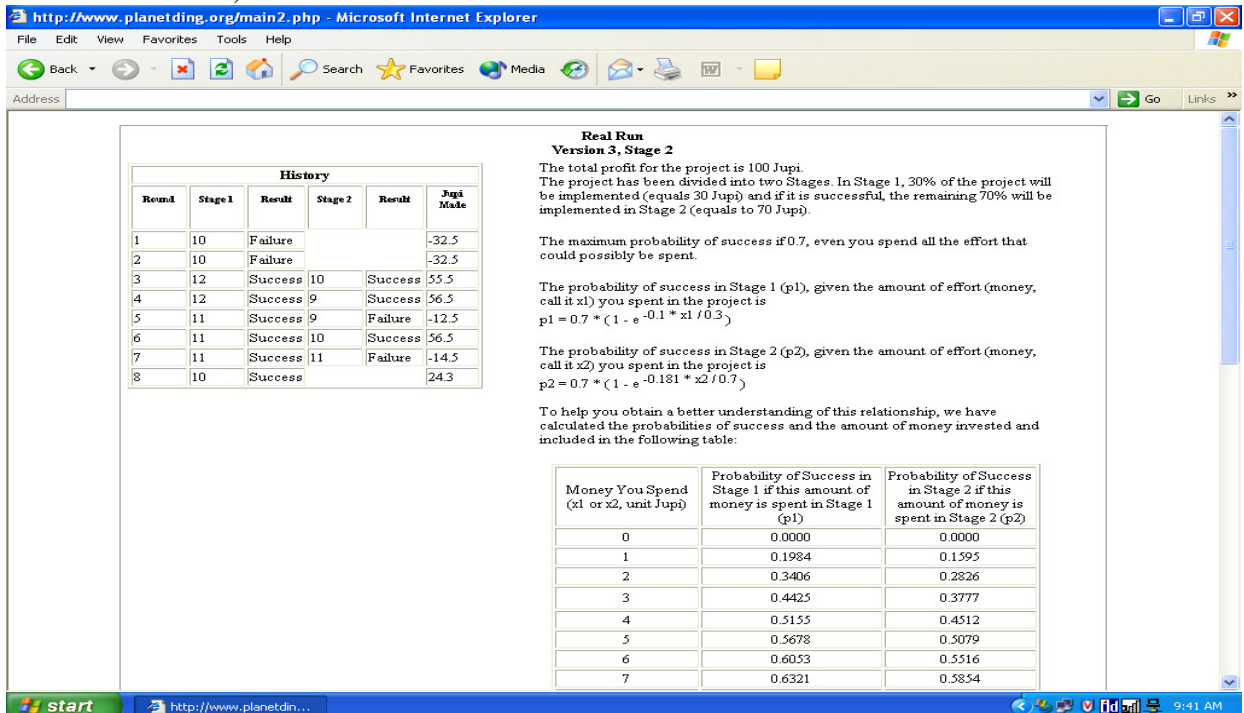 http://www.planetding.org/main2.php - Microsoft Internet Explorer
File Edit View Favorites Tools Help
Back Search Favorites Media
Address Go Links »
Real Run
Version 3, Stage 2
History
Round Stage 1 Result Stage 2 Result Jupi Made
1 10 Failure -32.5
2 10 Failure -32.5
3 12 Success 10 Success 55.5
4 12 Success 9 Success 56.5
5 11 Success 9 Failure -12.5
6 11 Success 10 Success 56.5
7 11 Success 11 Failure -14.5
8 10 Success 24.3
The total profit for the project is 100 Jupi.
The project has been divided into two Stages. In Stage 1, 30% of the project will
be implemented (equals 30 Jupi) and if it is successful, the remaining 70% will be
implemented in Stage 2 (equals to 70 Jupi).
The maximum probability of success if 0.7, even you spend all the effort that
could possibly be spent.
The probability of success in Stage 1 (p1), given the amount of effort (money,
call it x1) you spent in the project is
p1 = 0.7 * ( 1 - e -0.1 * x1 / 0.3 )
The probability of success in Stage 2 (p2), given the amount of effort (money,
call it x2) you spent in the project is
p2 = 0.7 * ( 1 - e -0.181 * x2 / 0.7 )
To help you obtain a better understanding of this relationship, we have
calculated the probabilities of success and the amount of money invested and
included in the following table:
Money You Spend (x1 or x2, unit Jupi) Probability of Success in Stage 1 if this amount of money is spent in Stage 1 (p1) Probability of Success in Stage 2 if this amount of money is spent in Stage 2 (p2)
0 0.0000 0.0000
1 0.1984 0.1595
2 0.3406 0.2826
3 0.4425 0.3777
4 0.5155 0.4512
5 0.5678 0.5079
6 0.6053 0.5516
7 0.6321 0.5854
start http://www.planetdin... 9:41 AM